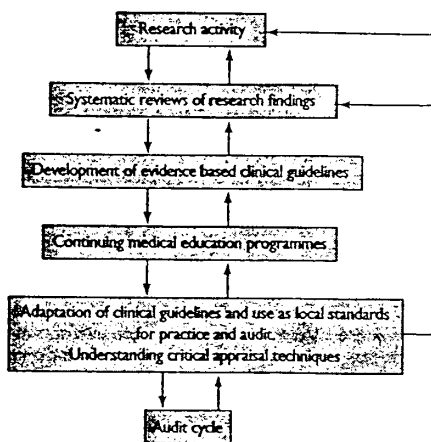 Research activity
Systematic reviews of research findings
Development of evidence based clinical guidelines
Continuing medical education programmes
Adaptation of clinical guidelines and use as local standards
for practice and audit.
Understanding critical appraisal techniques
Audit cycle